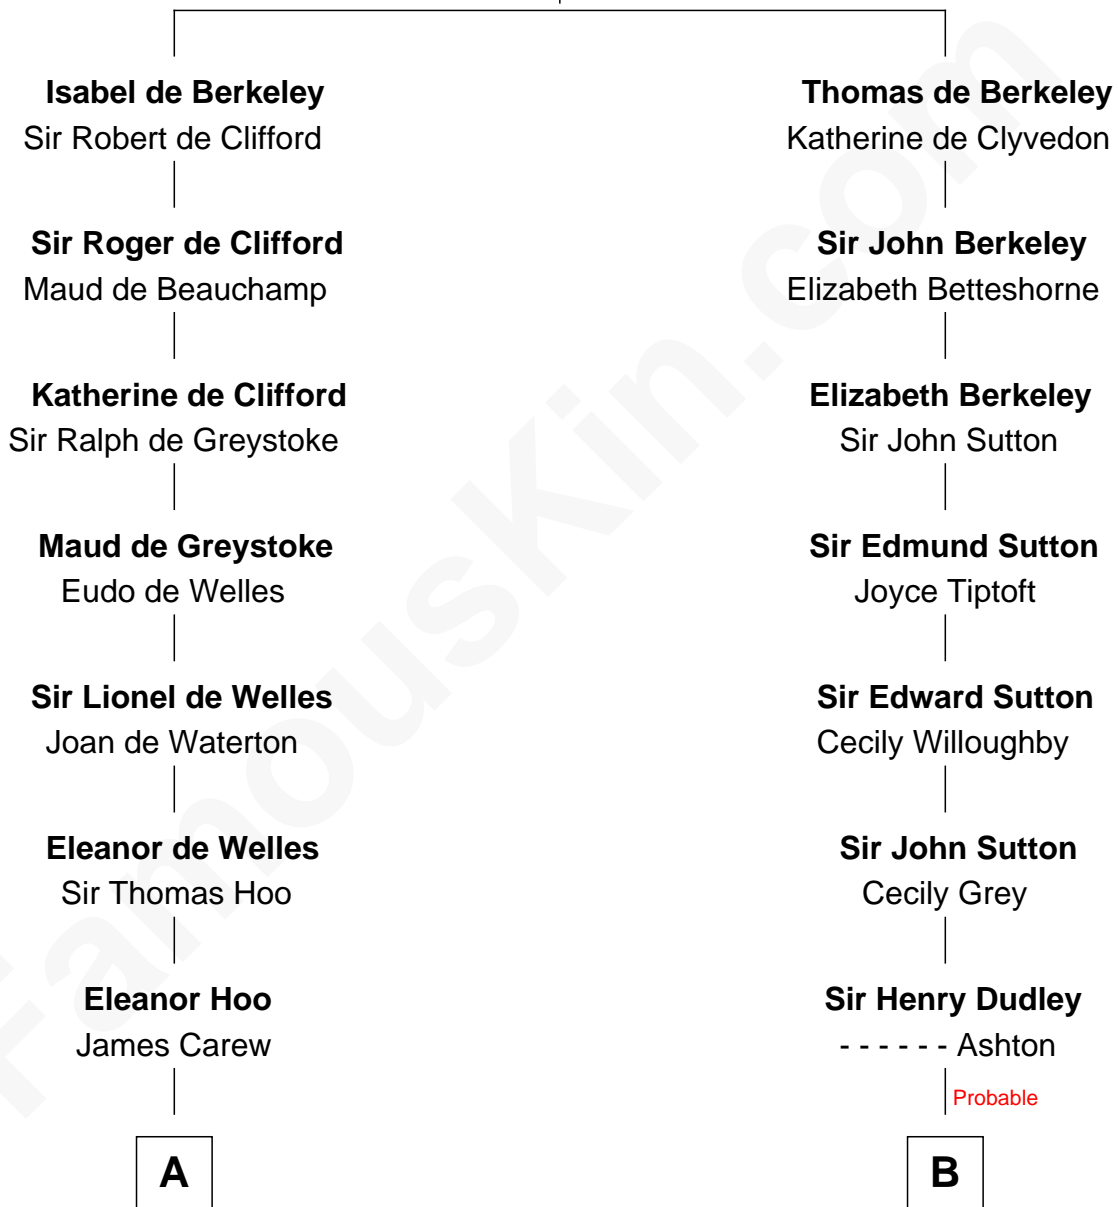 Isabel de Berkeley
Sir Robert de Clifford
Sir Roger de Clifford
Maud de Beauchamp
Katherine de Clifford
Sir Ralph de Greystoke
Maud de Greystoke
Eudo de Welles
Sir Lionel de Welles
Joan de Waterton
Eleanor de Welles
Sir Thomas Hoo
Eleanor Hoo
James Carew
A
Thomas de Berkeley
Katherine de Clyvedon
Sir John Berkeley
Elizabeth Betteshorne
Elizabeth Berkeley
Sir John Sutton
Sir Edmund Sutton
Joyce Tiptoft
Sir Edward Sutton
Cecily Willoughby
Sir John Sutton
Cecily Grey
Sir Henry Dudley
- - - - - - Ashton
Probable
B
FamousKin.com